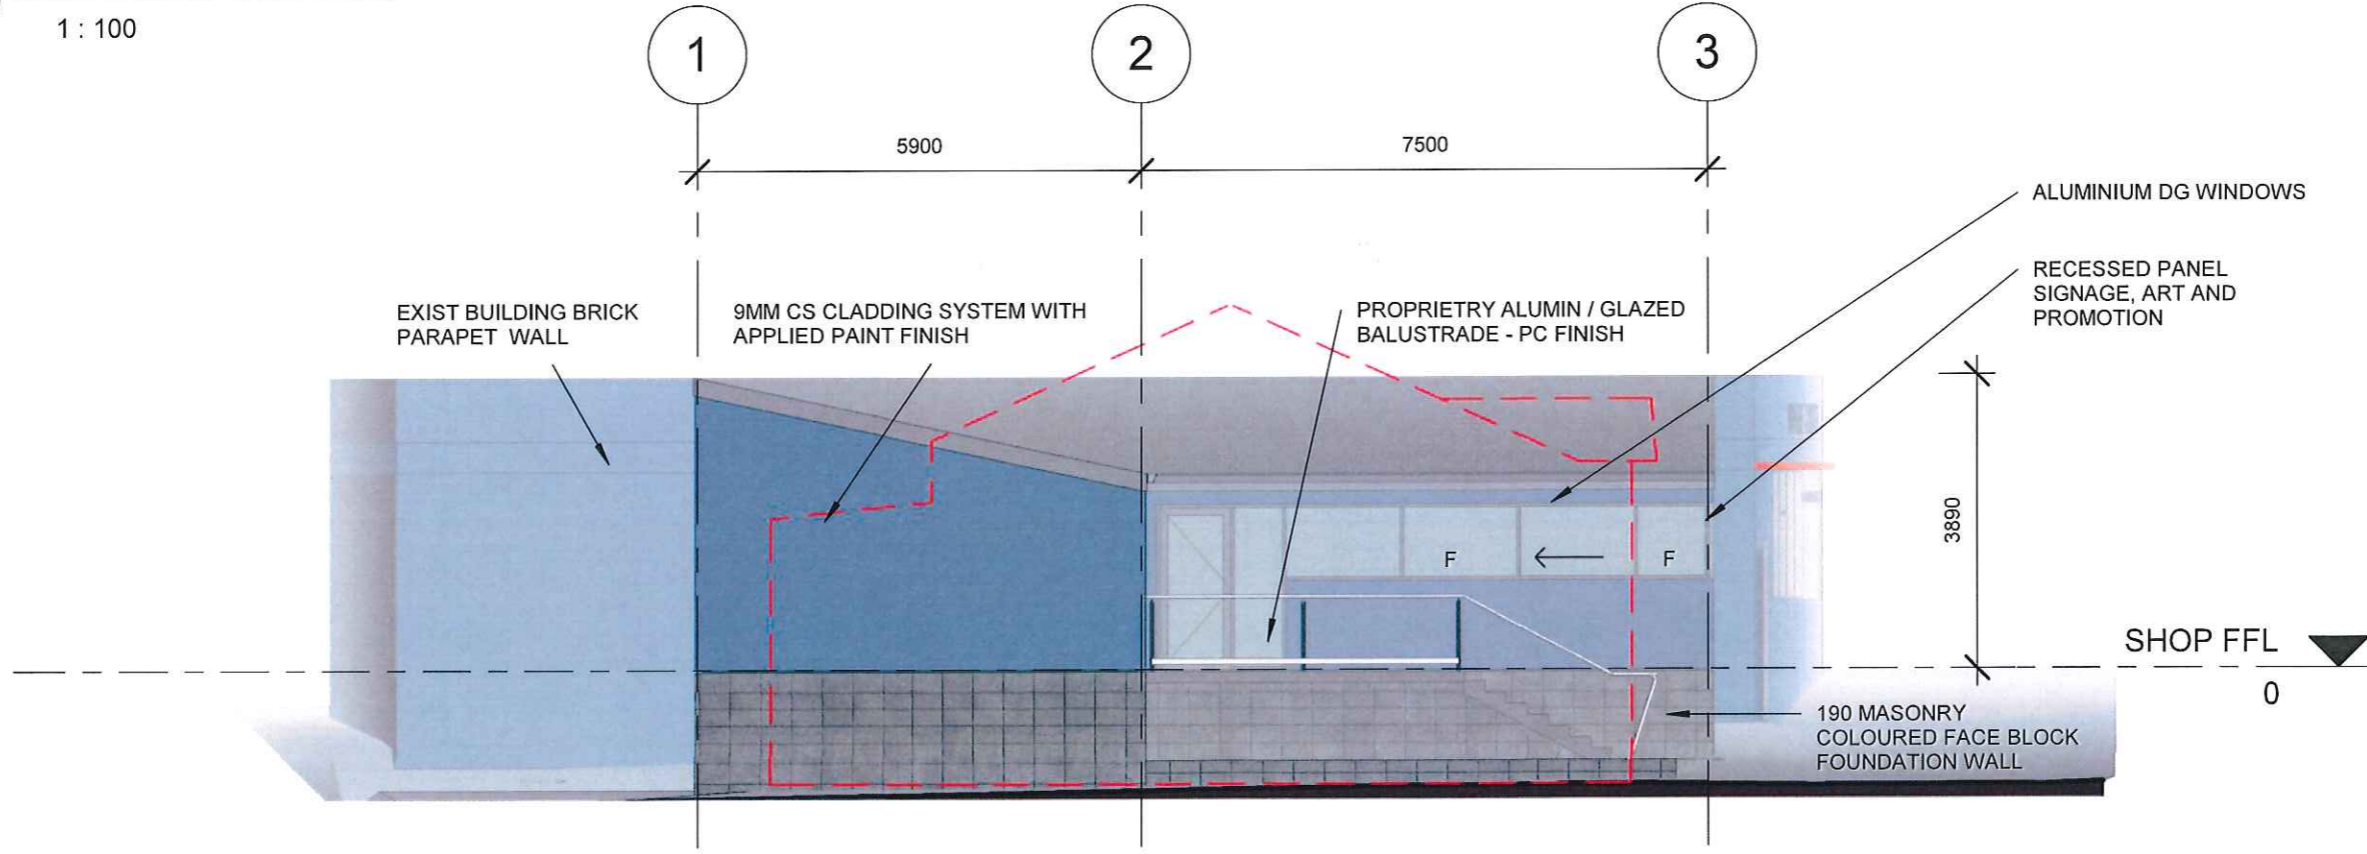 1 : 100
1
2
3
5900
7500
ALUMINIUM DG WINDOWS
RECESSED PANEL
SIGNAGE, ART AND
PROMOTION
EXIST BUILDING BRICK
PARAPET WALL
9MM CS CLADDING SYSTEM WITH
APPLIED PAINT FINISH
PROPRIETRY ALUMIN / GLAZED
BALUSTRADE - PC FINISH
3890
F
F
SHOP FFL
0
190 MASONRY
COLOURED FACE BLOCK
FOUNDATION WALL